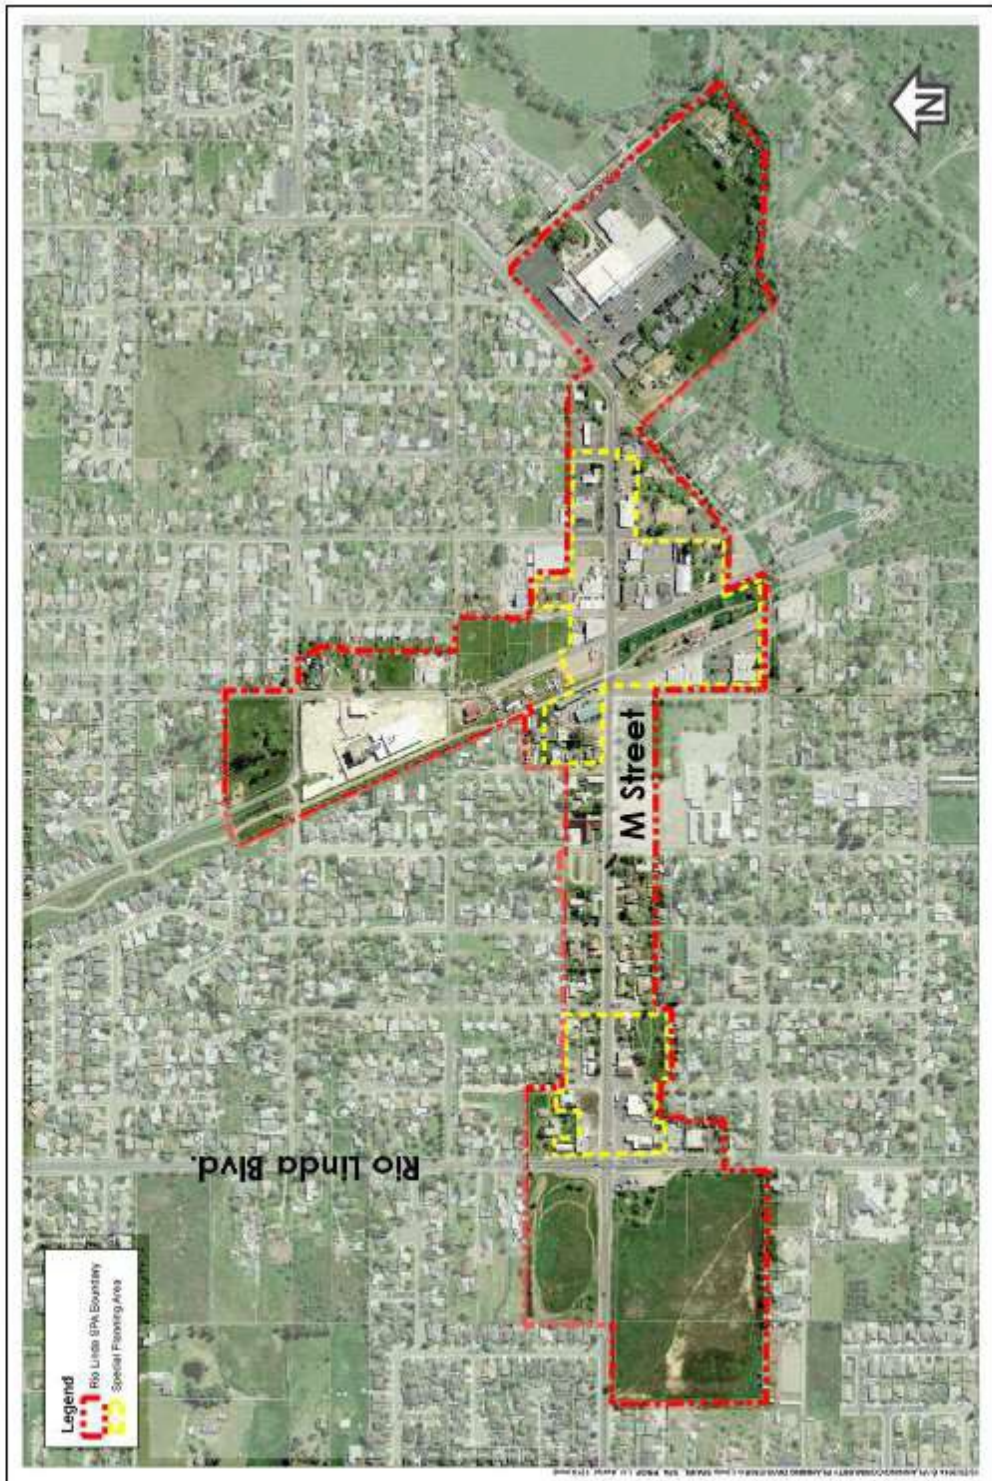 N
M Street
Rio Linda Blvd.
Legend
Rio Linda SPA Boundary
Special Planning Area